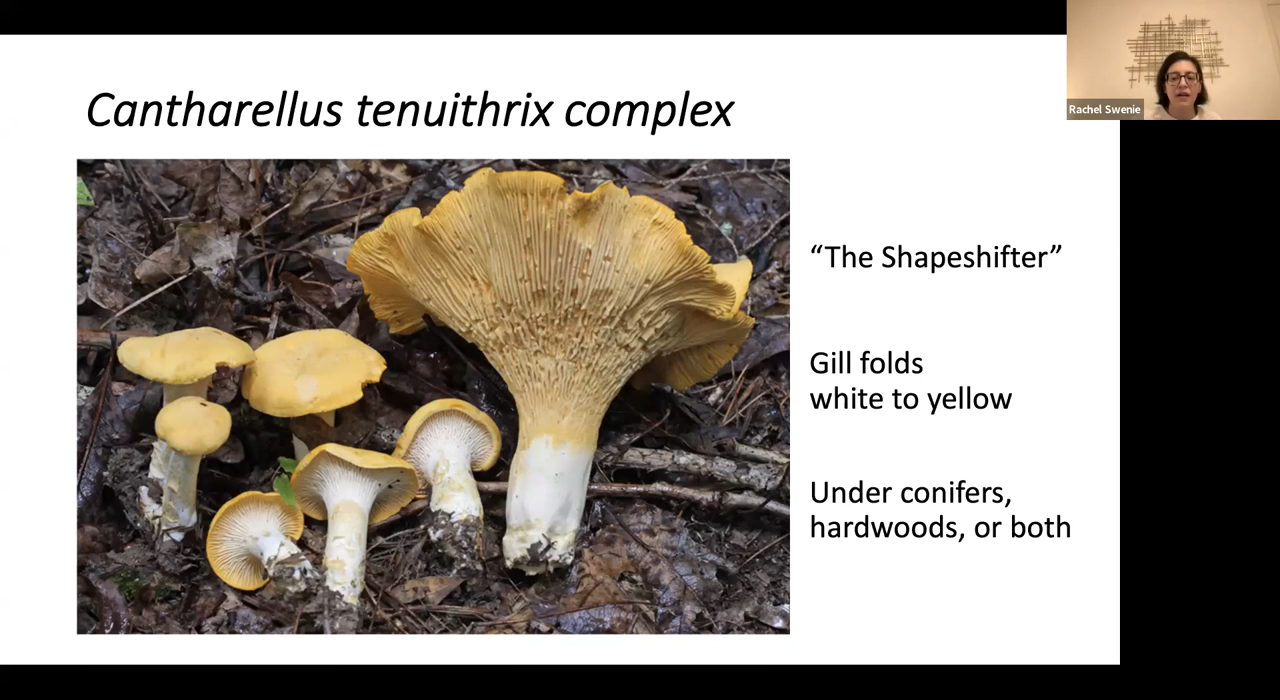 Rachel Swenie
Cantharellus tenuithrix complex
“The Shapeshifter”
Gill folds
white to yellow
Under conifers,
hardwoods, or both